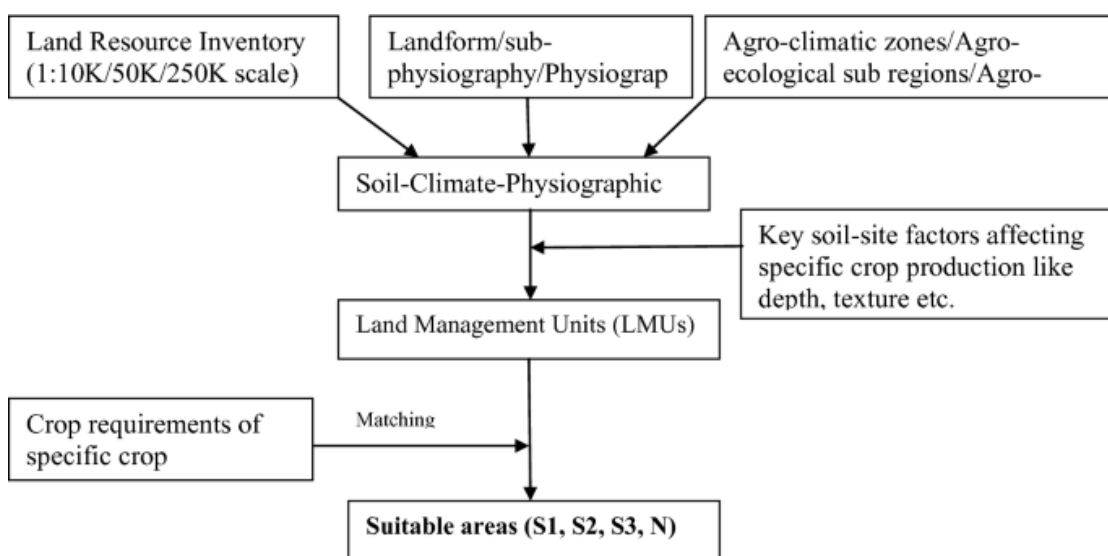 Land Resource Inventory
(1:10K/50K/250K scale)
Landform/sub-
physiography/Physiograp
Agro-climatic zones/Agro-
ecological sub regions/Agro-
Soil-Climate-Physiographic
Key soil-site factors affecting
specific crop production like
depth, texture etc.
Land Management Units (LMUs)
Crop requirements of
specific crop
Matching
Suitable areas (S1, S2, S3, N)